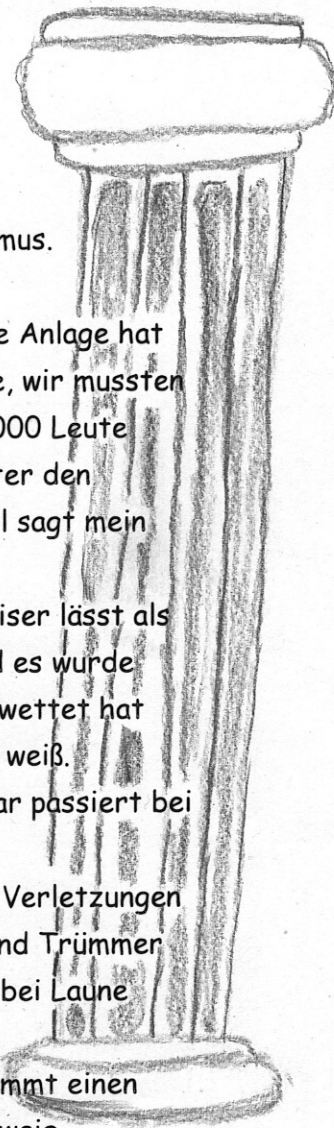 mus.
e Anlage hat
e, wir mussten
000 Leute
ter den
l sagt mein
iser lässt als
d es wurde
wettet hat
weiß.
ar passiert bei
Verletzungen
nd Trümmer
bei Laune
mmt einen